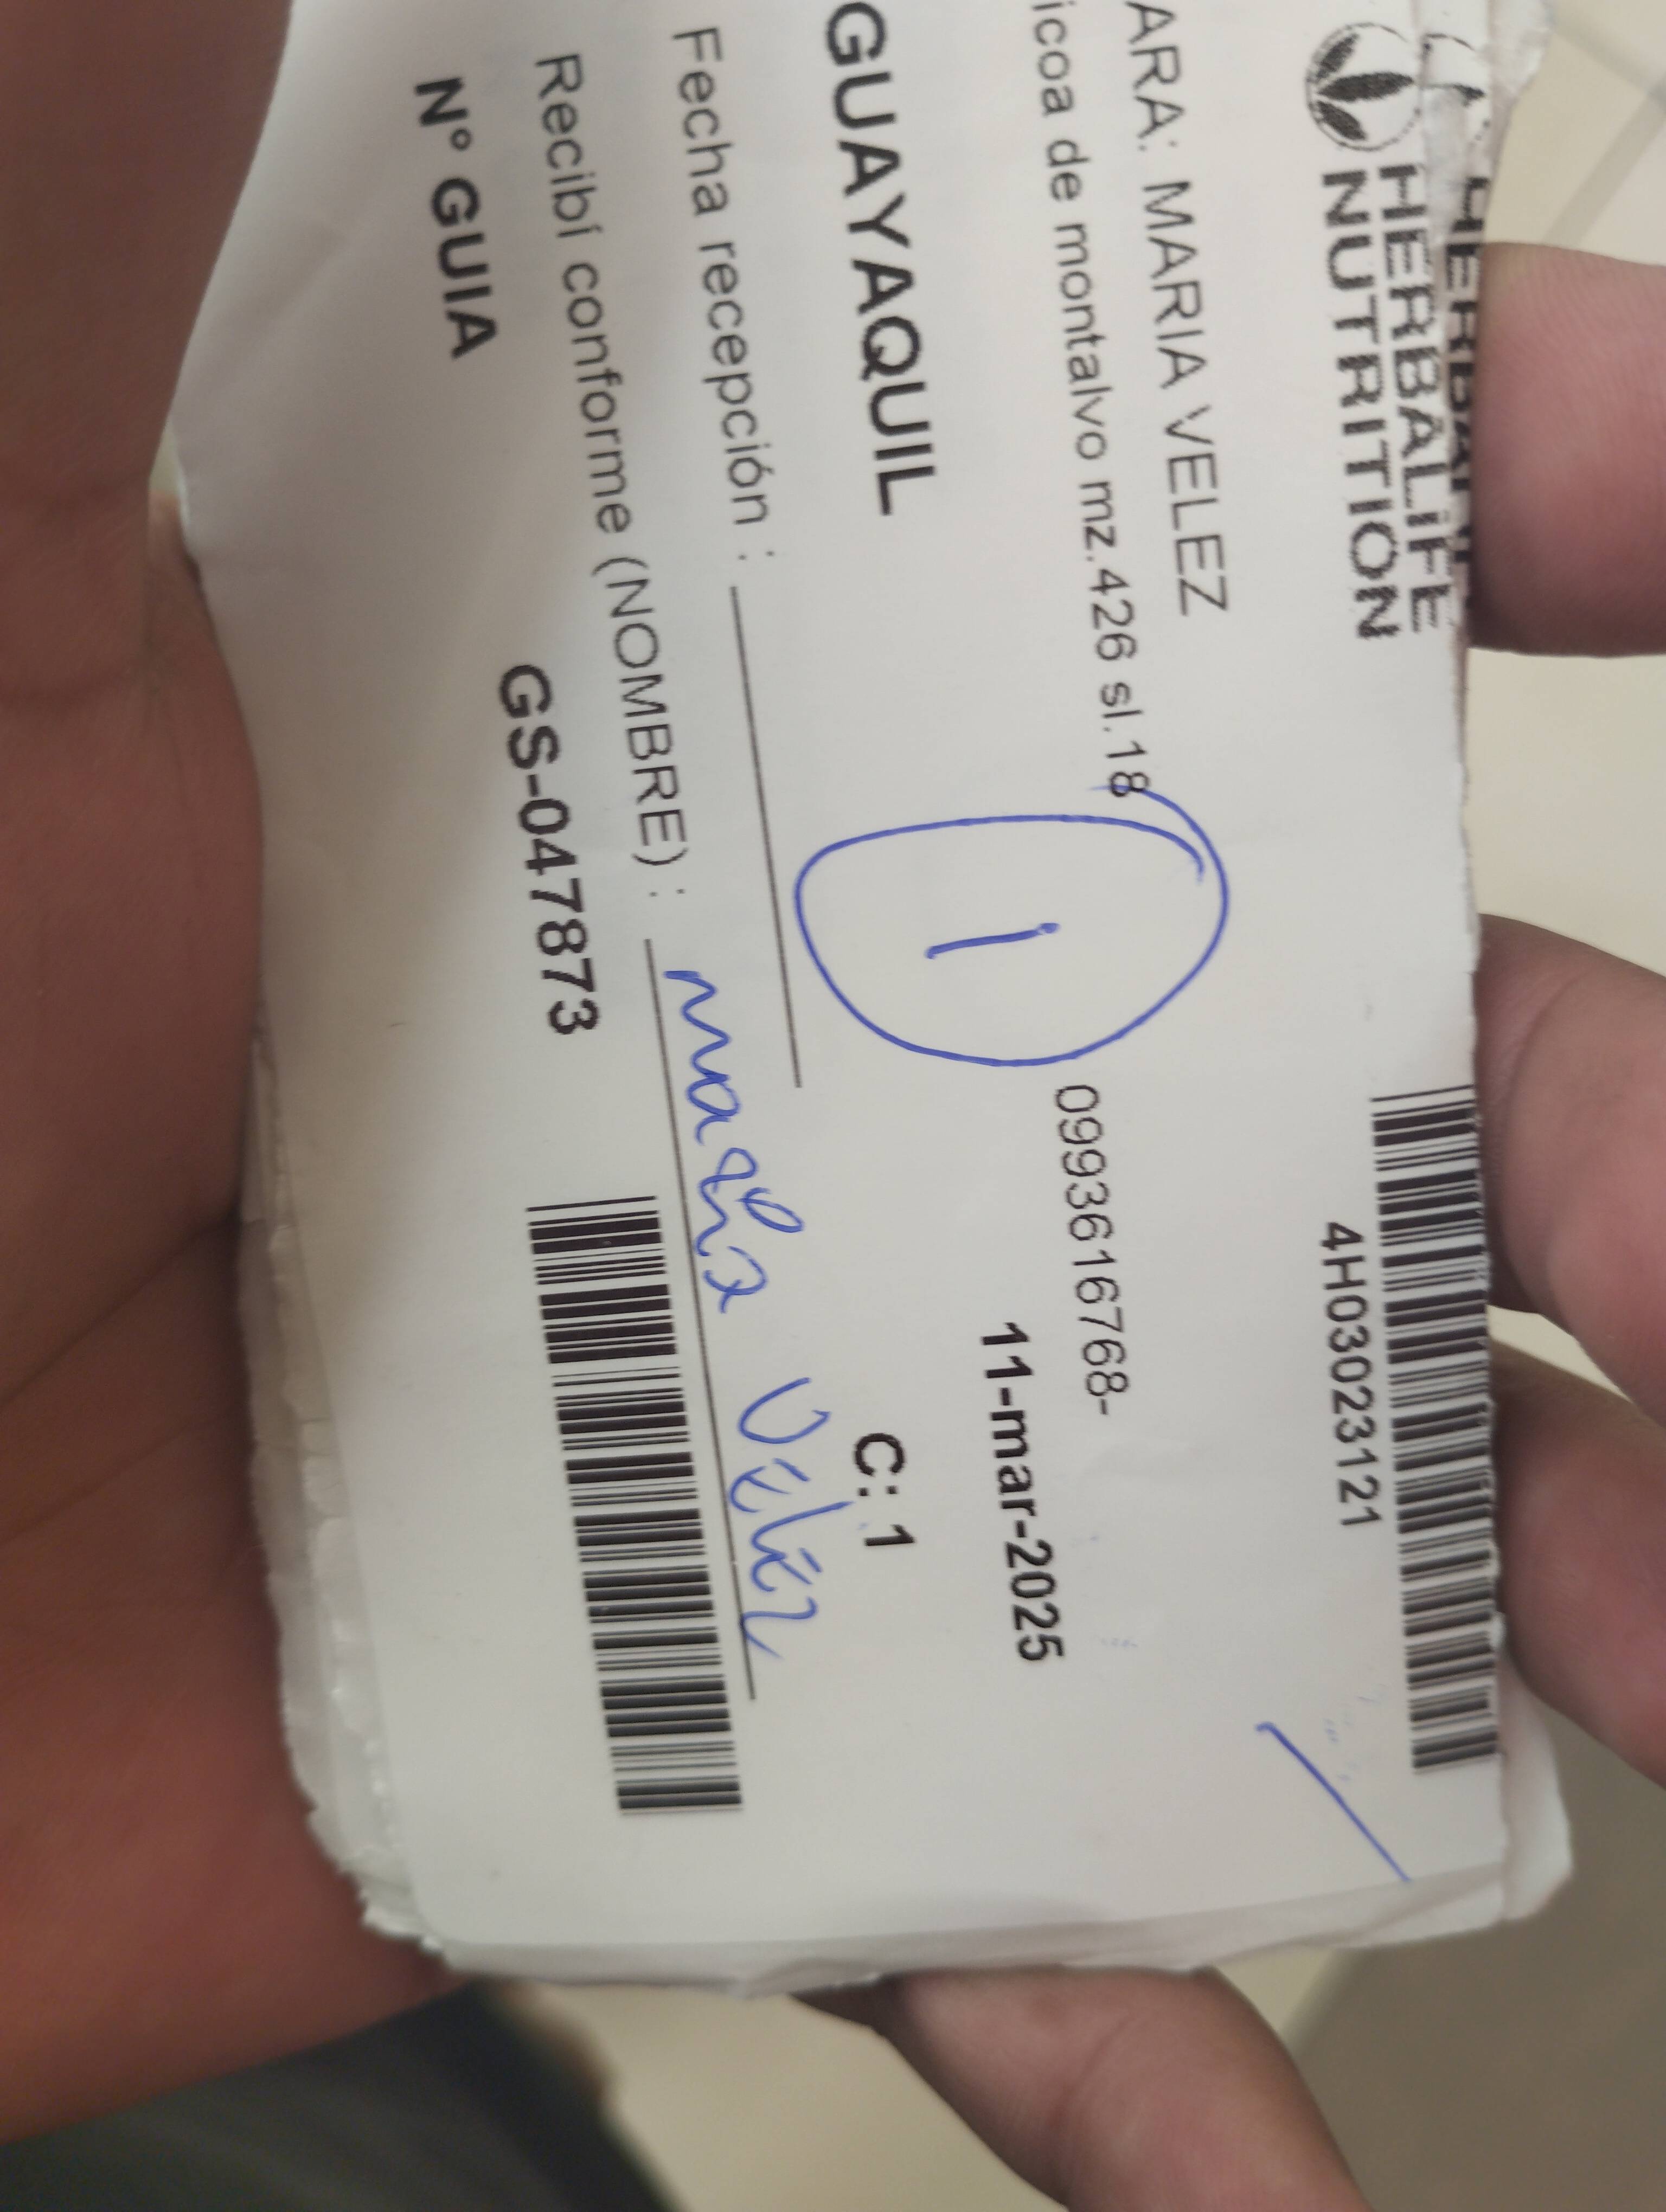 HERBALIFE
NUTRITION
4H03023121
ARA: MARIA VELEZ
icoa de montalvo mz.426 sl.18
0993616768-
1
11-mar-2025
GUAYAQUIL
C: 1
Fecha recepción :
Recibí conforme (NOMBRE) : maria Veléz
N° GUIA
GS-047873